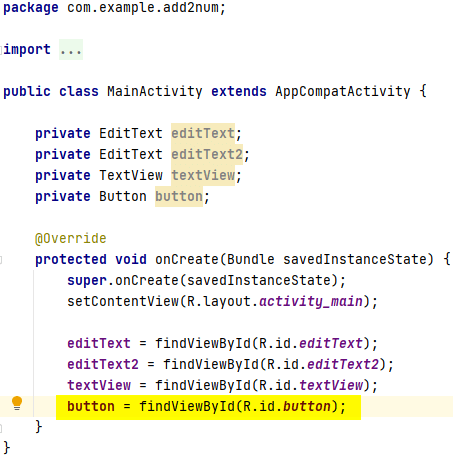 package com.example.add2num;
import ...
public class MainActivity extends AppCompatActivity {
private EditText editText;
private EditText editText2;
private TextView textView;
private Button button;
@Override
protected void onCreate(Bundle savedInstanceState) {
super.onCreate(savedInstanceState);
setContentView(R.layout.activity_main);
editText = findViewById(R.id.editText);
editText2 = findViewById(R.id.editText2);
textView = findViewById(R.id.textView);
button = findViewById(R.id.button);
}
}